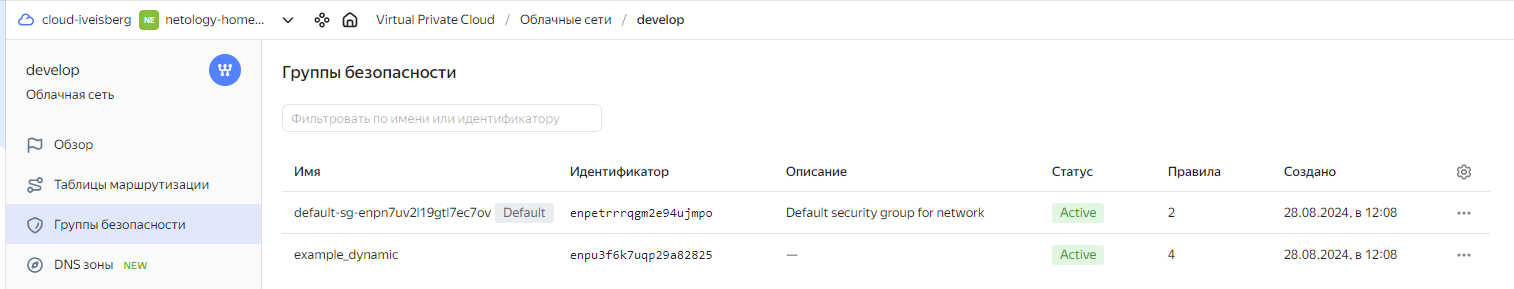 cloud-iveisberg NE netology-home... Virtual Private Cloud / Облачные сети / develop
develop
Облачная сеть
Обзор
Таблицы маршрутизации
Группы безопасности
DNS зоны NEW
Группы безопасности
Фильтровать по имени или идентификатору
Имя Идентификатор Описание Статус Правила Создано
default-sg-enpn7uv2l19gtl7ec7ov Default enpetrrrqgm2e94ujmpo Default security group for network Active 2 28.08.2024, в 12:08
example_dynamic enpu3f6k7uqp29a82825 — Active 4 28.08.2024, в 12:08